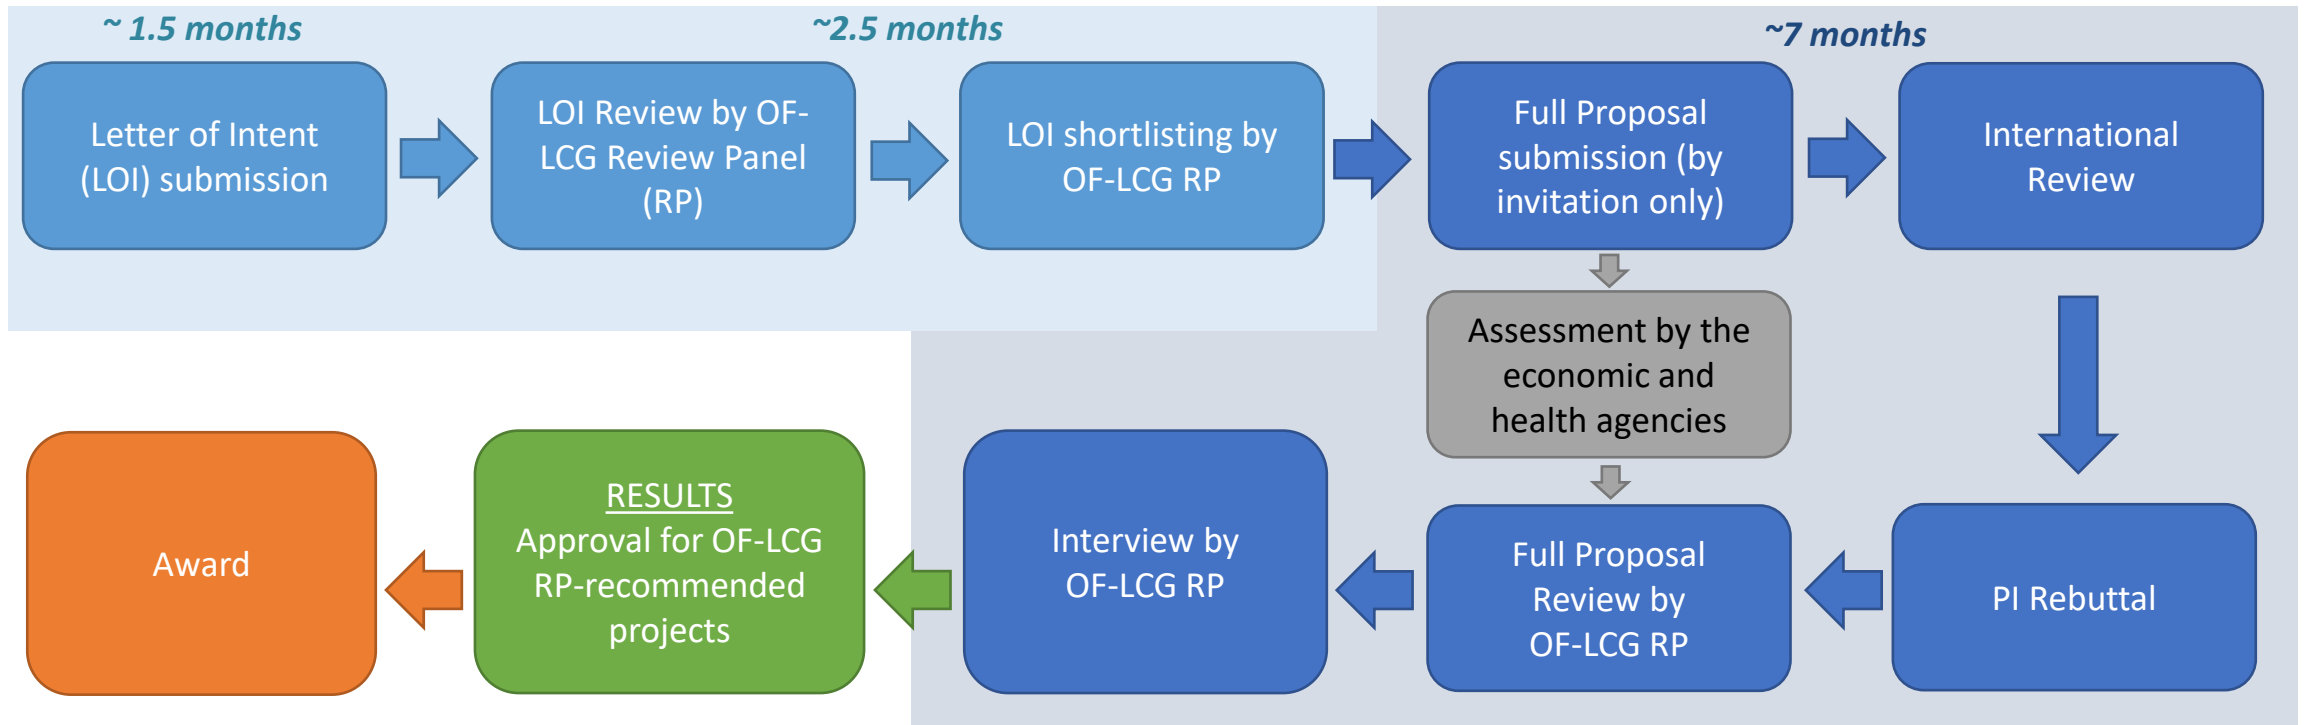 ~ 1.5 months
~2.5 months
~7 months
Letter of Intent
(LOI) submission
LOI Review by OF-
LCG Review Panel
(RP)
LOI shortlisting by
OF-LCG RP
Full Proposal
submission (by
invitation only)
International
Review
Assessment by the
economic and
health agencies
PI Rebuttal
Full Proposal
Review by
OF-LCG RP
Interview by
OF-LCG RP
RESULTS
Approval for OF-LCG
RP-recommended
projects
Award